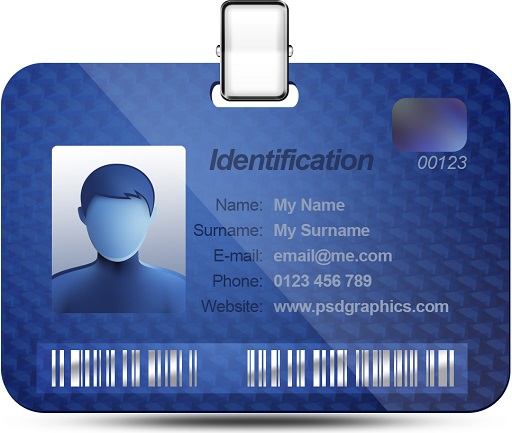 Identification
00123
Name: My Name
Surname: My Surname
E-mail: email@me.com
Phone: 0123 456 789
Website: www.psdgraphics.com